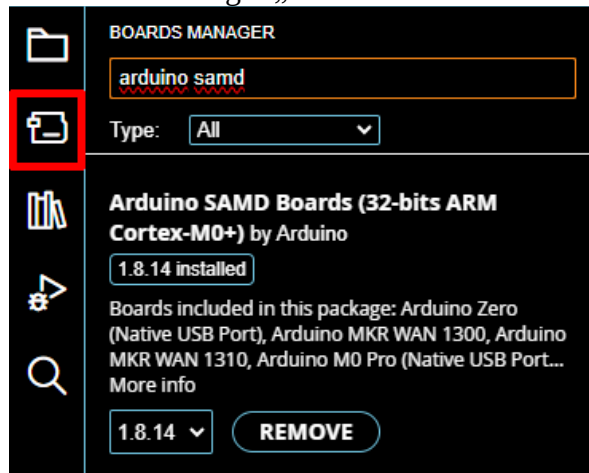 BOARDS MANAGER
arduino samd
Type: All
Arduino SAMD Boards (32-bits ARM
Cortex-M0+) by Arduino
1.8.14 installed
Boards included in this package: Arduino Zero
(Native USB Port), Arduino MKR WAN 1300, Arduino
MKR WAN 1310, Arduino M0 Pro (Native USB Port...
More info
1.8.14 REMOVE